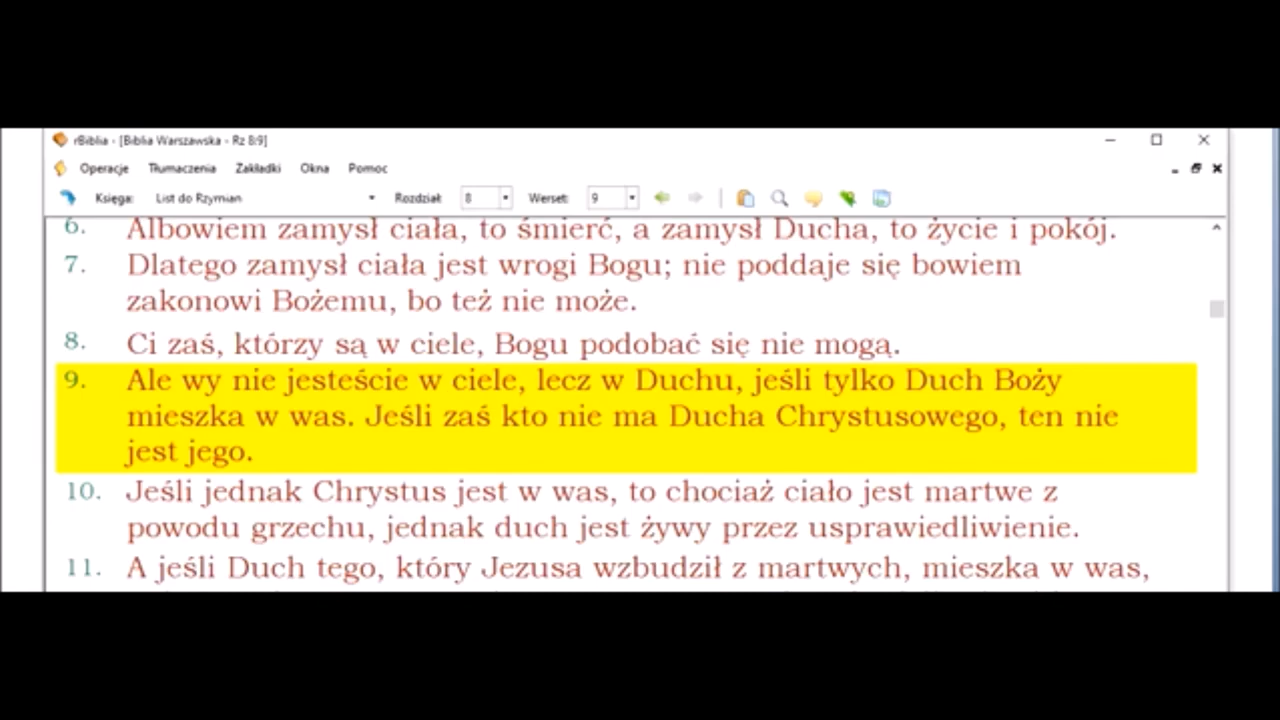 rBiblia - [Biblia Warszawska - Rz 8:9]
Operacje Tłumaczenia Zakładki Okna Pomoc
Księga: List do Rzymian Rozdział: 8 Werset: 9
6. Albowiem zamysł ciała, to śmierć, a zamysł Ducha, to życie i pokój.
7. Dlatego zamysł ciała jest wrogi Bogu; nie poddaje się bowiem
zakonowi Bożemu, bo też nie może.
8. Ci zaś, którzy są w ciele, Bogu podobać się nie mogą.
9. Ale wy nie jesteście w ciele, lecz w Duchu, jeśli tylko Duch Boży
mieszka w was. Jeśli zaś kto nie ma Ducha Chrystusowego, ten nie
jest jego.
10. Jeśli jednak Chrystus jest w was, to chociaż ciało jest martwe z
powodu grzechu, jednak duch jest żywy przez usprawiedliwienie.
11. A jeśli Duch tego, który Jezusa wzbudził z martwych, mieszka w was,